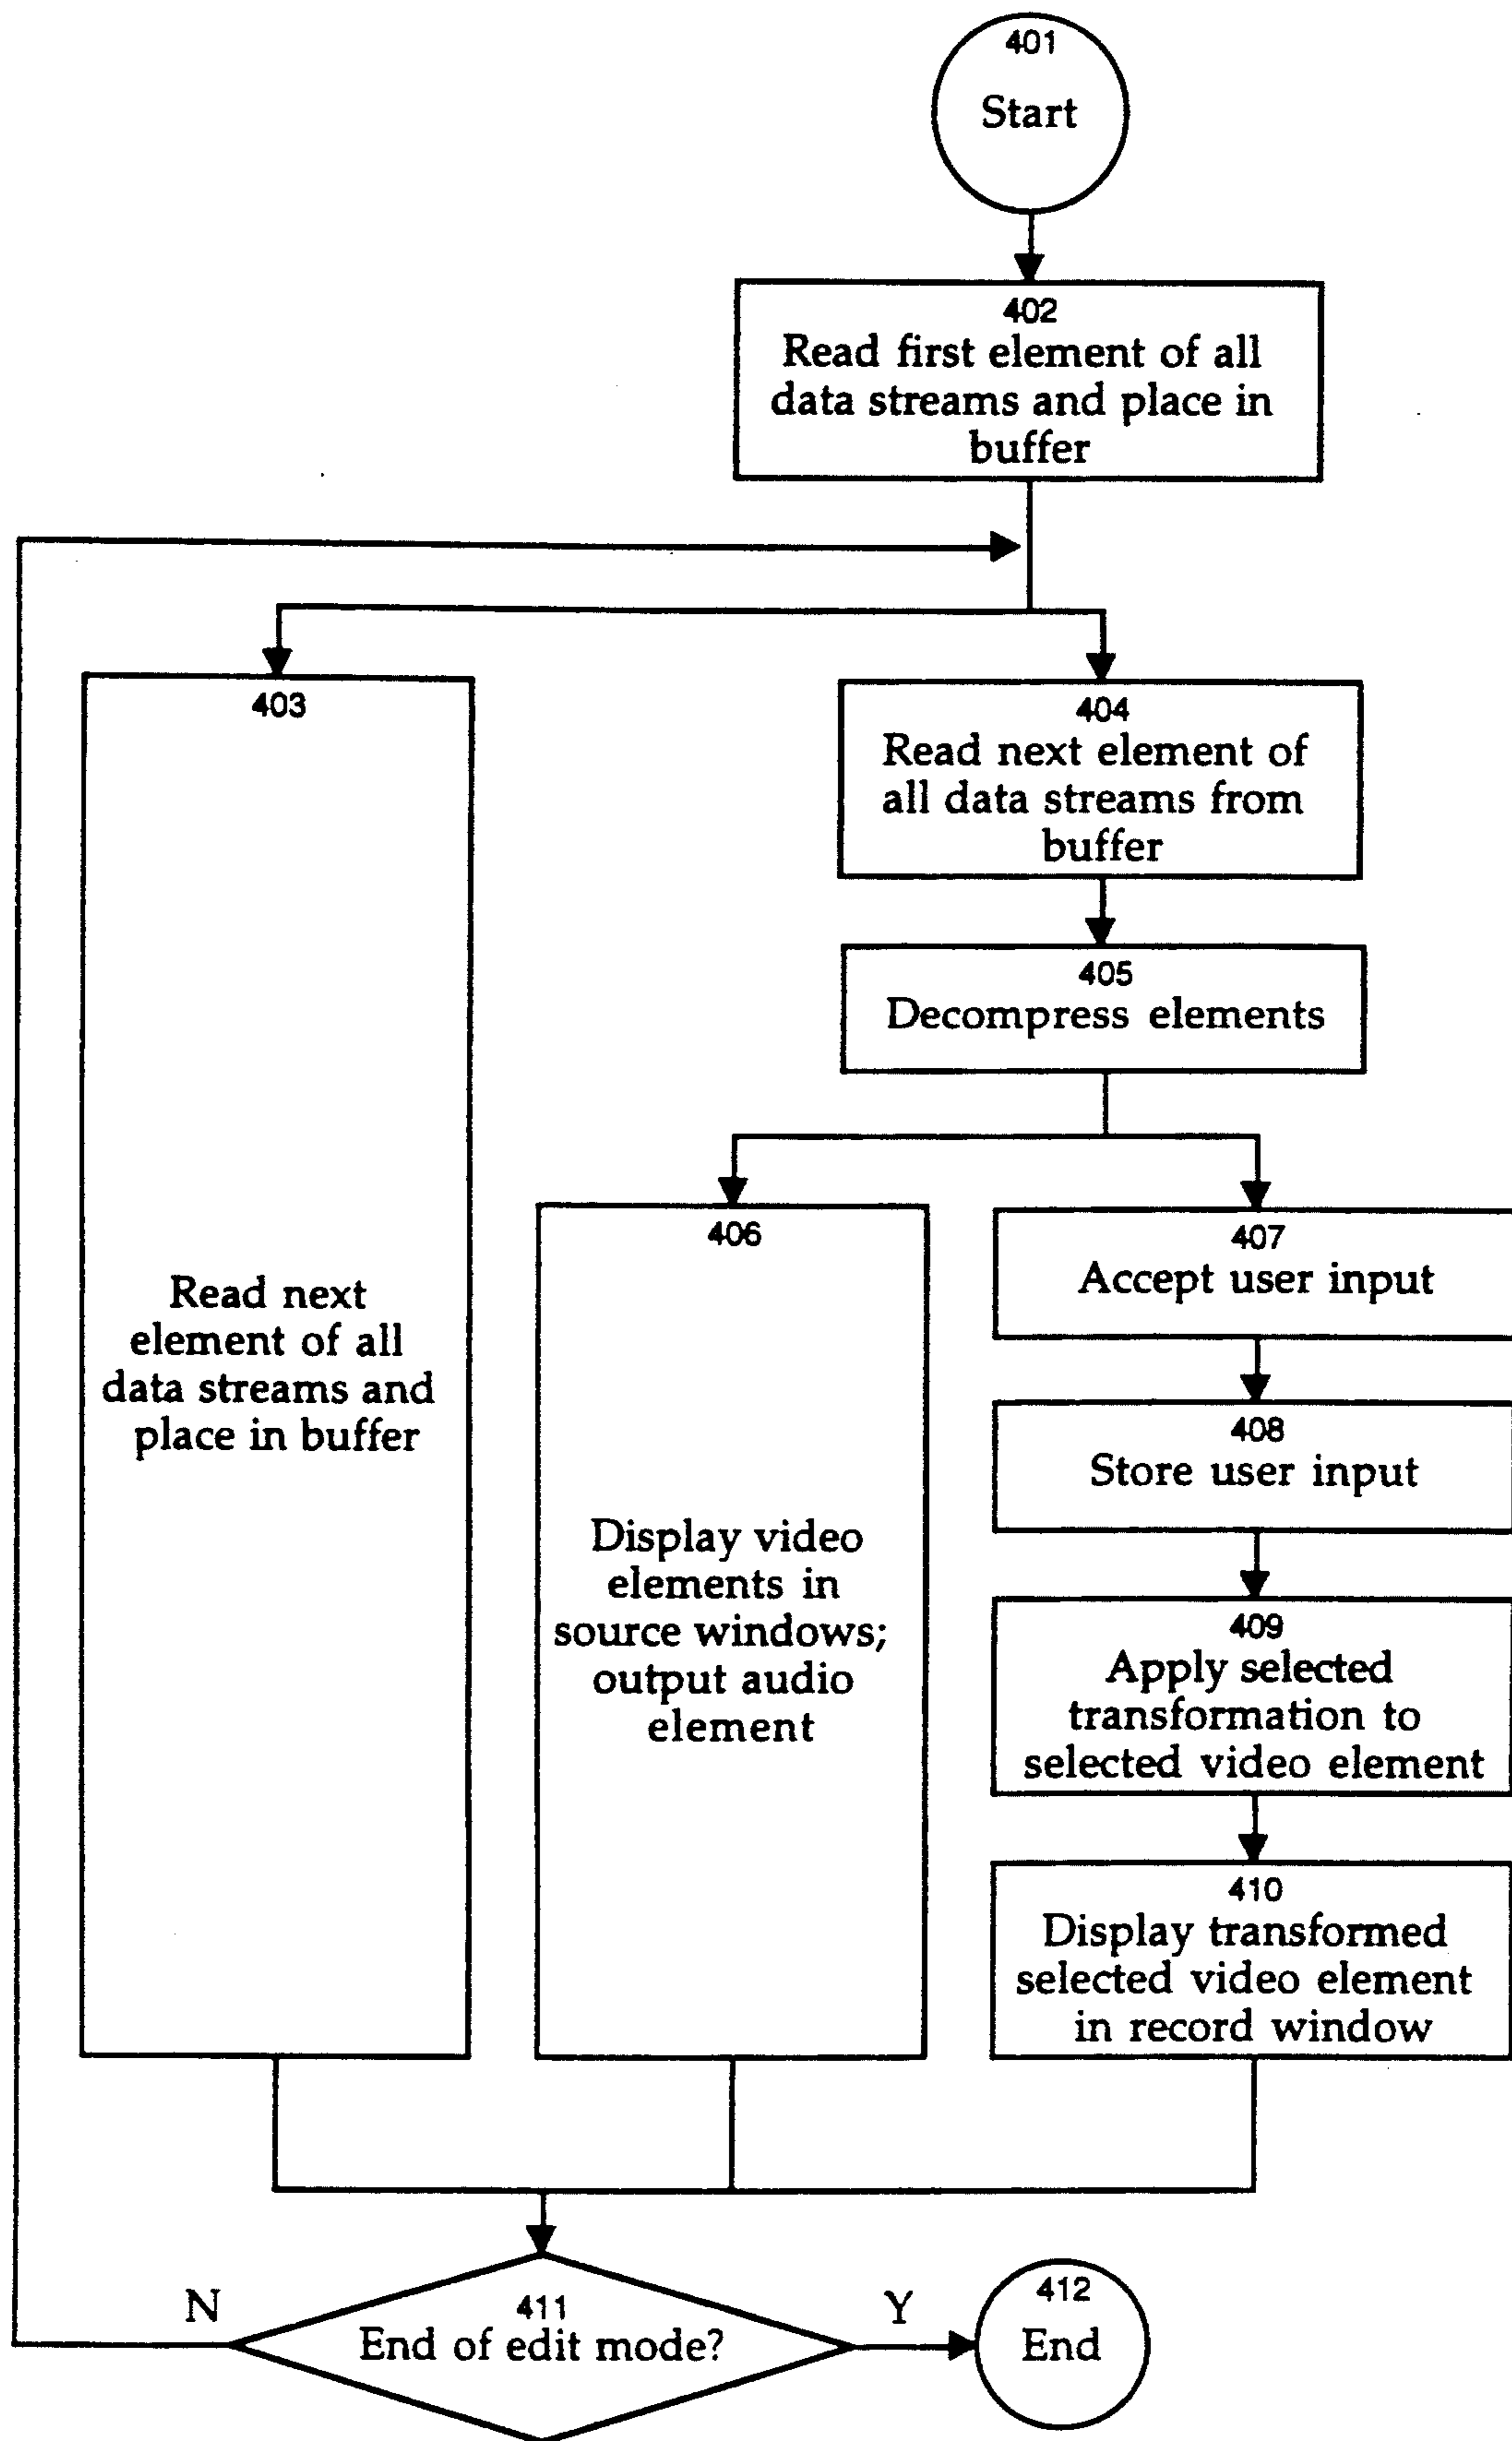 401
Start
402
Read first element of all
data streams and place in
buffer
403
Read next
element of all
data streams and
place in buffer
404
Read next element of
all data streams from
buffer
405
Decompress elements
406
Display video
elements in
source windows;
output audio
element
407
Accept user input
408
Store user input
409
Apply selected
transformation to
selected video element
410
Display transformed
selected video element
in record window
411
End of edit mode?
N
Y
412
End